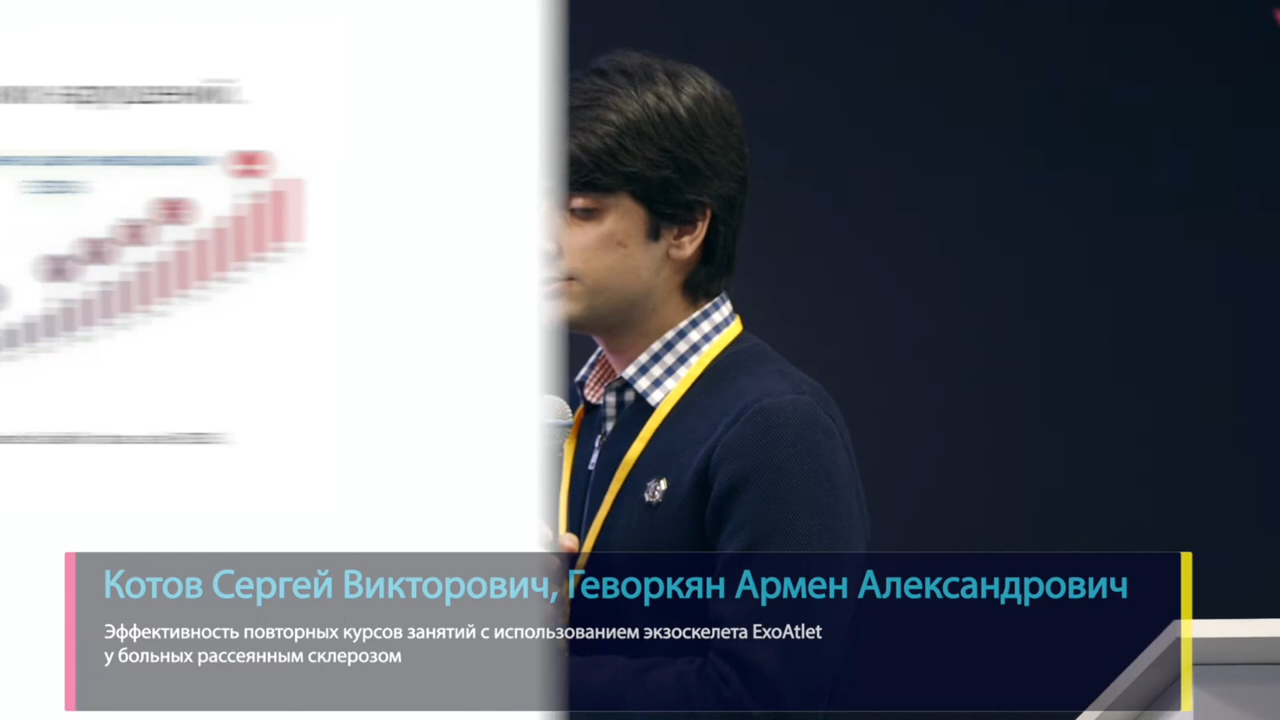 Котов Сергей Викторович, Геворкян Армен Александрович
Эффективность повторных курсов занятий с использованием экзоскелета ExoAtlet
у больных рассеянным склерозом